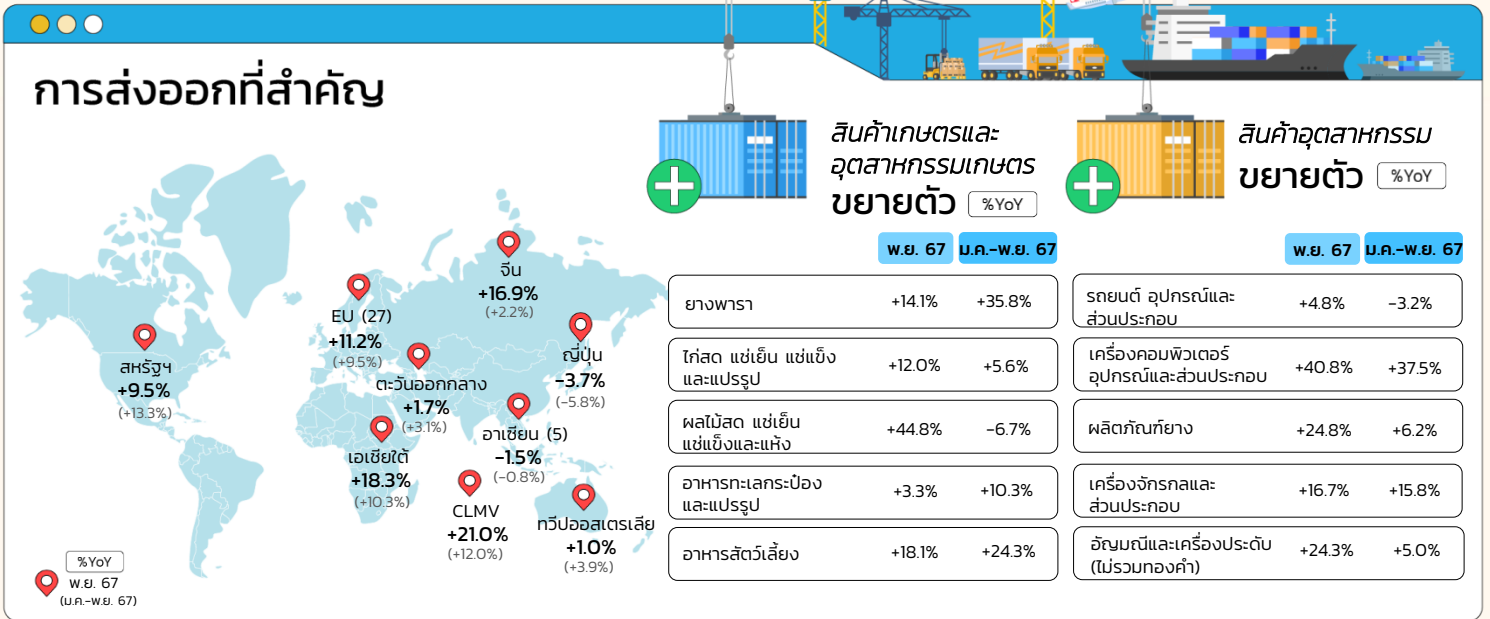 การส่งออกที่สำคัญ
จีน
+16.9%
(+2.2%)
EU (27)
+11.2%
(+9.5%)
ญี่ปุ่น
-3.7%
(-5.8%)
สหรัฐฯ
+9.5%
(+13.3%)
ตะวันออกกลาง
+1.7%
(+3.1%)
อาเซียน (5)
-1.5%
(-0.8%)
เอเชียใต้
+18.3%
(+10.3%)
CLMV
+21.0%
(+12.0%)
ทวีปออสเตรเลีย
+1.0%
(+3.9%)
%YoY
พ.ย. 67
(ม.ค.-พ.ย. 67)
สินค้าเกษตรและ
อุตสาหกรรมเกษตร
ขยายตัว %YoY
พ.ย. 67 ม.ค.-พ.ย. 67
ยางพารา +14.1% +35.8%
ไก่สด แช่เย็น แช่แข็ง
และแปรรูป +12.0% +5.6%
ผลไม้สด แช่เย็น
แช่แข็งและแห้ง +44.8% -6.7%
อาหารทะเลกระป๋อง
และแปรรูป +3.3% +10.3%
อาหารสัตว์เลี้ยง +18.1% +24.3%
สินค้าอุตสาหกรรม
ขยายตัว %YoY
พ.ย. 67 ม.ค.-พ.ย. 67
รถยนต์ อุปกรณ์และ
ส่วนประกอบ +4.8% -3.2%
เครื่องคอมพิวเตอร์
อุปกรณ์และส่วนประกอบ +40.8% +37.5%
ผลิตภัณฑ์ยาง +24.8% +6.2%
เครื่องจักรกลและ
ส่วนประกอบ +16.7% +15.8%
อัญมณีและเครื่องประดับ
(ไม่รวมทองคำ) +24.3% +5.0%